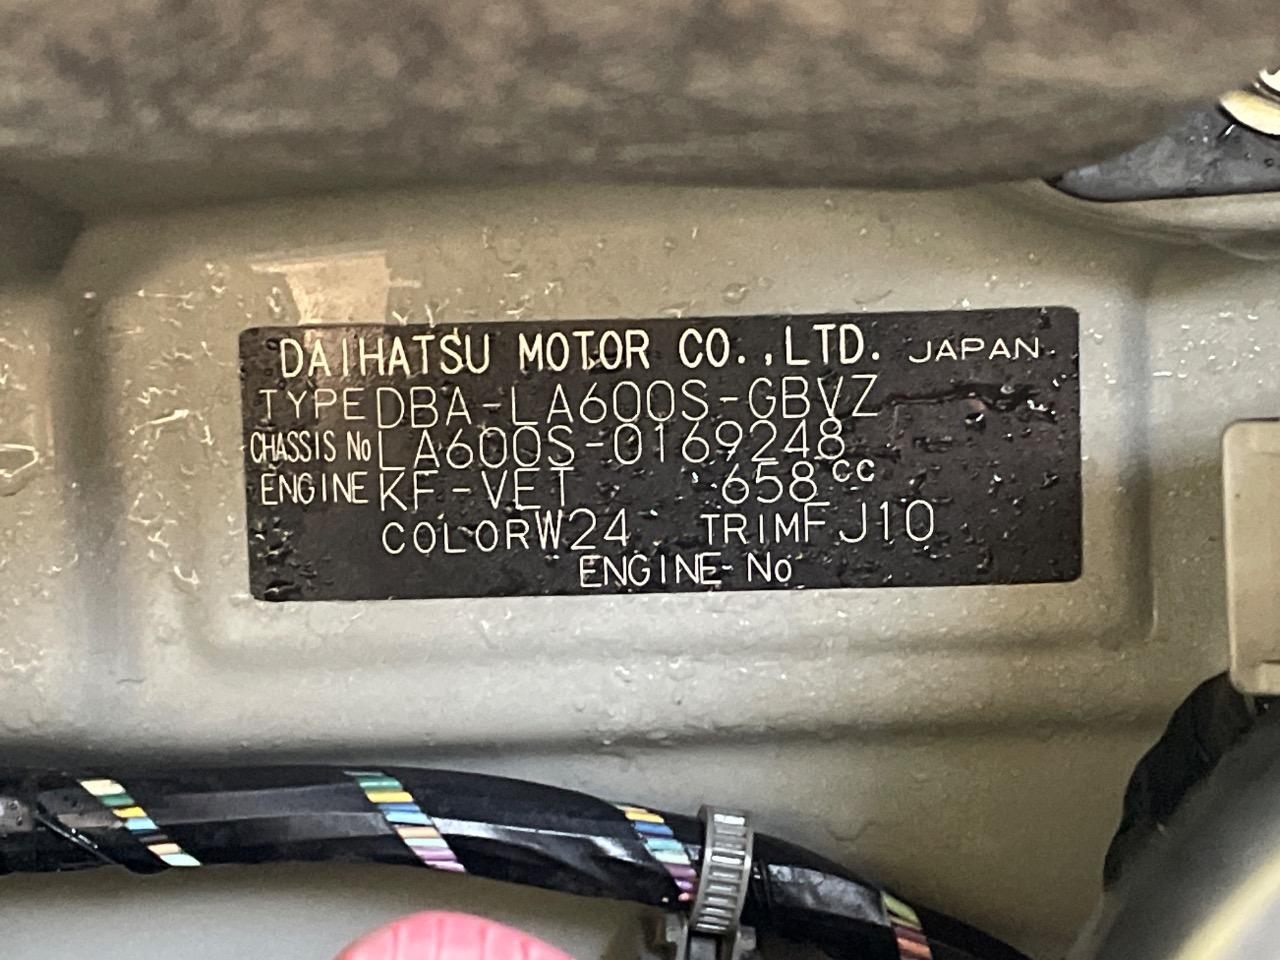 DAIHATSU MOTOR CO.,LTD. JAPAN
TYPE DBA-LA600S-GBVZ
CHASSIS No LA600S-0169248
ENGINE KF-VET 658cc
COLOR W24 TRIM FJ10
ENGINE No